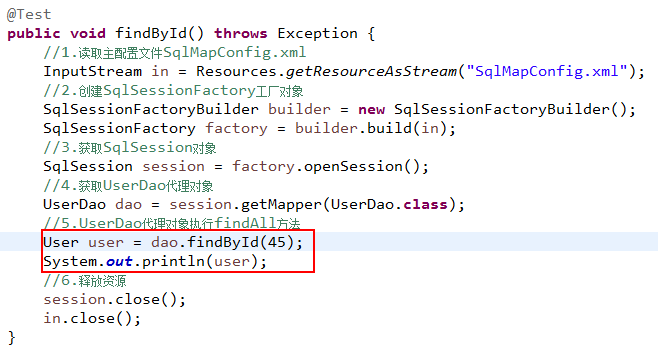 @Test
public void findById() throws Exception {
//1.读取主配置文件SqlMapConfig.xml
InputStream in = Resources.getResourceAsStream("SqlMapConfig.xml");
//2.创建SqlSessionFactory工厂对象
SqlSessionFactoryBuilder builder = new SqlSessionFactoryBuilder();
SqlSessionFactory factory = builder.build(in);
//3.获取SqlSession对象
SqlSession session = factory.openSession();
//4.获取UserDao代理对象
UserDao dao = session.getMapper(UserDao.class);
//5.UserDao代理对象执行findAll方法
User user = dao.findById(45);
System.out.println(user);
//6.释放资源
session.close();
in.close();
}